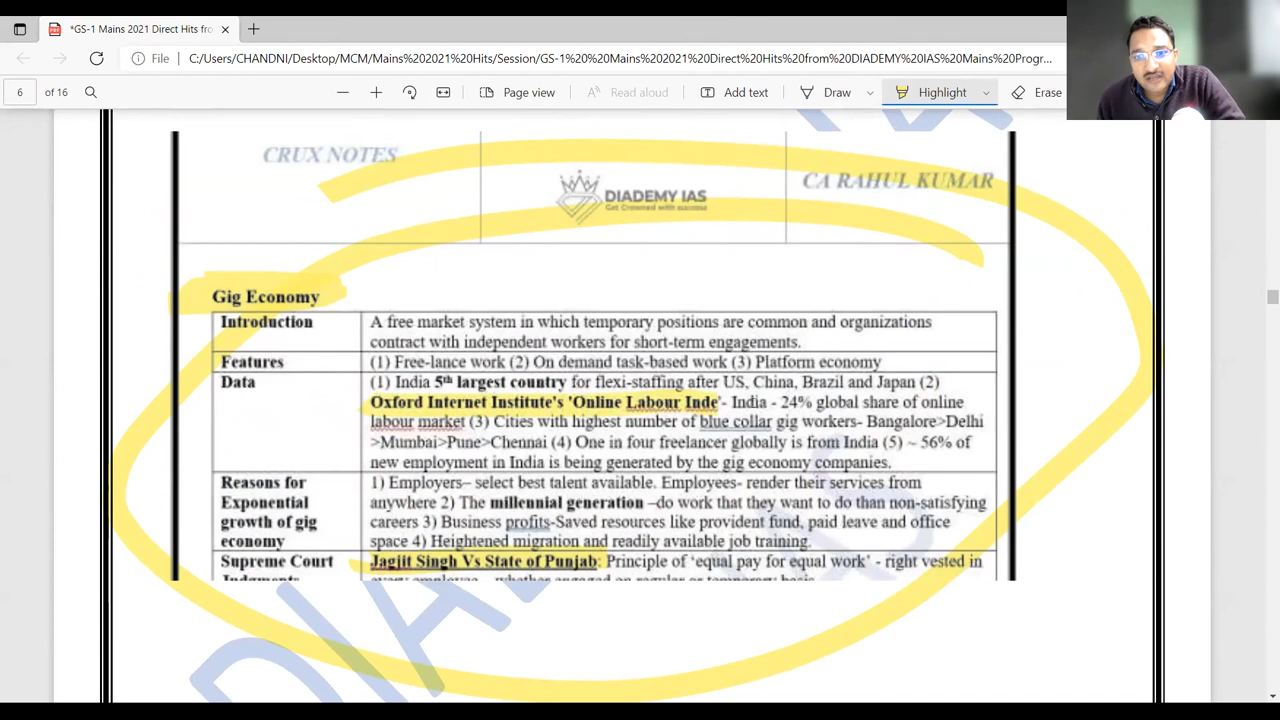 *GS-1 Mains 2021 Direct Hits fro
File C:/Users/CHANDNI/Desktop/MCM/Mains%202021%20Direct%20Hits/Session/GS-1%20%20Mains%202021%20Direct%20Hits%20from%20DIADEMY%20IAS%20Mains%20Progr...
6 of 16 Page view Read aloud Add text Draw Highlight Erase
CRUX NOTES
DIADEMY IAS
Get Crowned with success
CA RAHUL KUMAR
Gig Economy
Introduction A free market system in which temporary positions are common and organizations
contract with independent workers for short-term engagements.
Features (1) Free-lance work (2) On demand task-based work (3) Platform economy
Data (1) India 5th largest country for flexi-staffing after US, China, Brazil and Japan (2)
Oxford Internet Institute's 'Online Labour Inde'- India - 24% global share of online
labour market (3) Cities with highest number of blue collar gig workers- Bangalore>Delhi
>Mumbai>Pune>Chennai (4) One in four freelancer globally is from India (5) ~ 56% of
new employment in India is being generated by the gig economy companies.
Reasons for 1) Employers– select best talent available. Employees- render their services from
Exponential anywhere 2) The millennial generation –do work that they want to do than non-satisfying
growth of gig careers 3) Business profits-Saved resources like provident fund, paid leave and office
economy space 4) Heightened migration and readily available job training.
Supreme Court Jagjit Singh Vs State of Punjab: Principle of ‘equal pay for equal work’ - right vested in